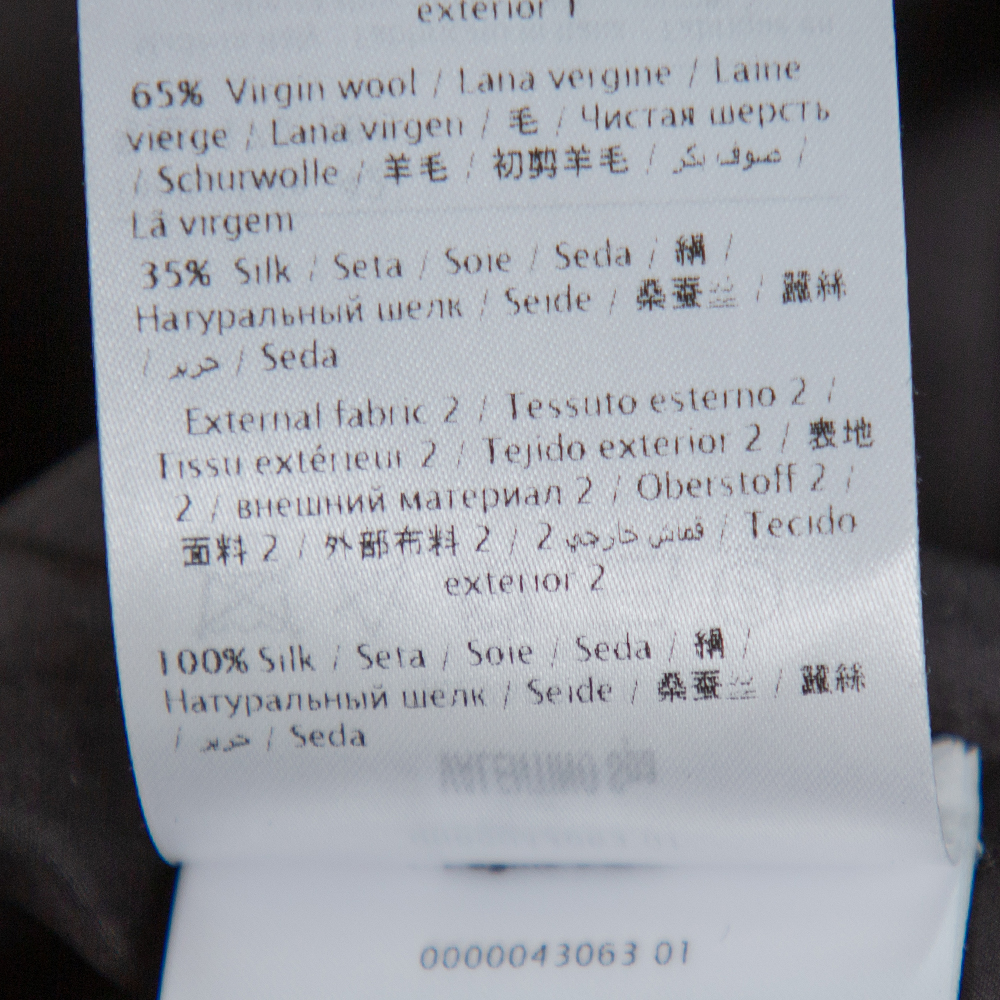 exterior 1
65% Virgin wool / Lana vergine / Laine
vierge / Lana virgen / 毛 / Чистая шерсть
/ Schurwolle / 羊毛 / 初剪羊毛 / صوف بكر /
Lã virgem
35% Silk / Seta / Soie / Seda / 絹 /
Натуральный шелк / Seide / 桑蚕丝 / 蠶絲
/ حرير / Seda
External fabric 2 / Tessuto esterno 2 /
Tissu extérieur 2 / Tejido exterior 2 / 表地
2 / внешний материал 2 / Oberstoff 2 /
面料 2 / 外部布料 2 / قماش خارجي 2 / Tecido
exterior 2
100% Silk / Seta / Soie / Seda / 絹 /
Натуральный шелк / Seide / 桑蚕丝 / 蠶絲
/ حرير / Seda
0000043063 01